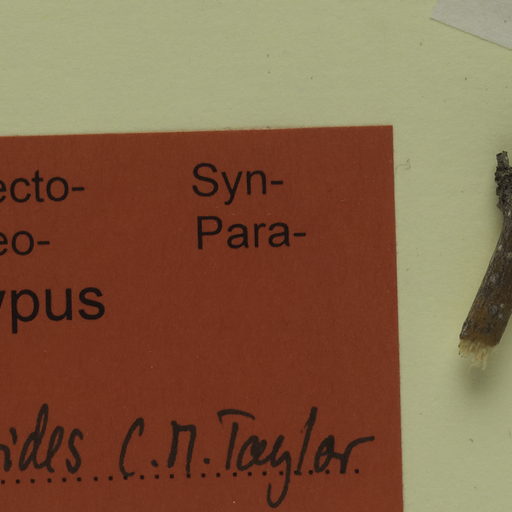 ecto- Syn-
eo- Para-
ypus
ides C.M. Taylor